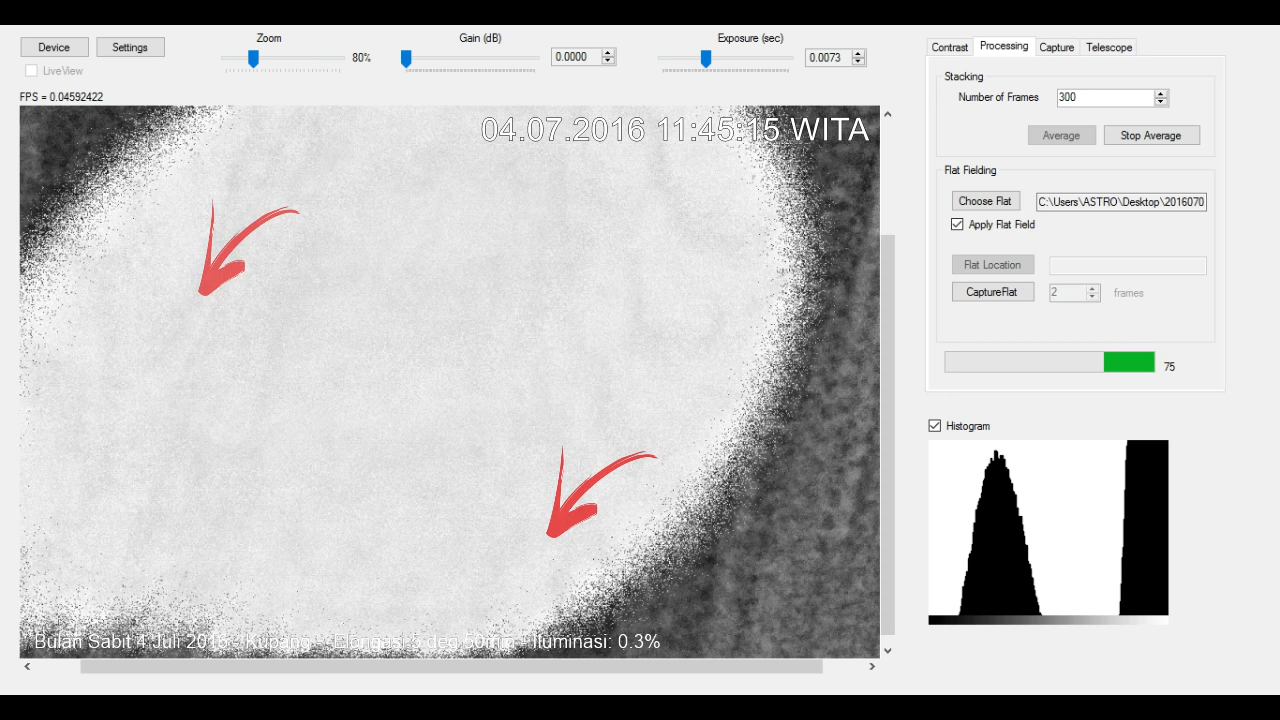 Device
Settings
Zoom
Gain (dB)
Exposure (sec)
80%
0.0000
0.0073
LiveView
FPS = 0.04592422
04.07.2016 11:45:15 WITA
Bulan Sabit 4 Juli 2016 - Kupang - Elongasi 5 deg 50min - Iluminasi: 0.3%
Contrast
Processing
Capture
Telescope
Stacking
Number of Frames
300
Average
Stop Average
Flat Fielding
Choose Flat
C:\Users\ASTRO\Desktop\2016070
Apply Flat Field
Flat Location
CaptureFlat
2
frames
75
Histogram